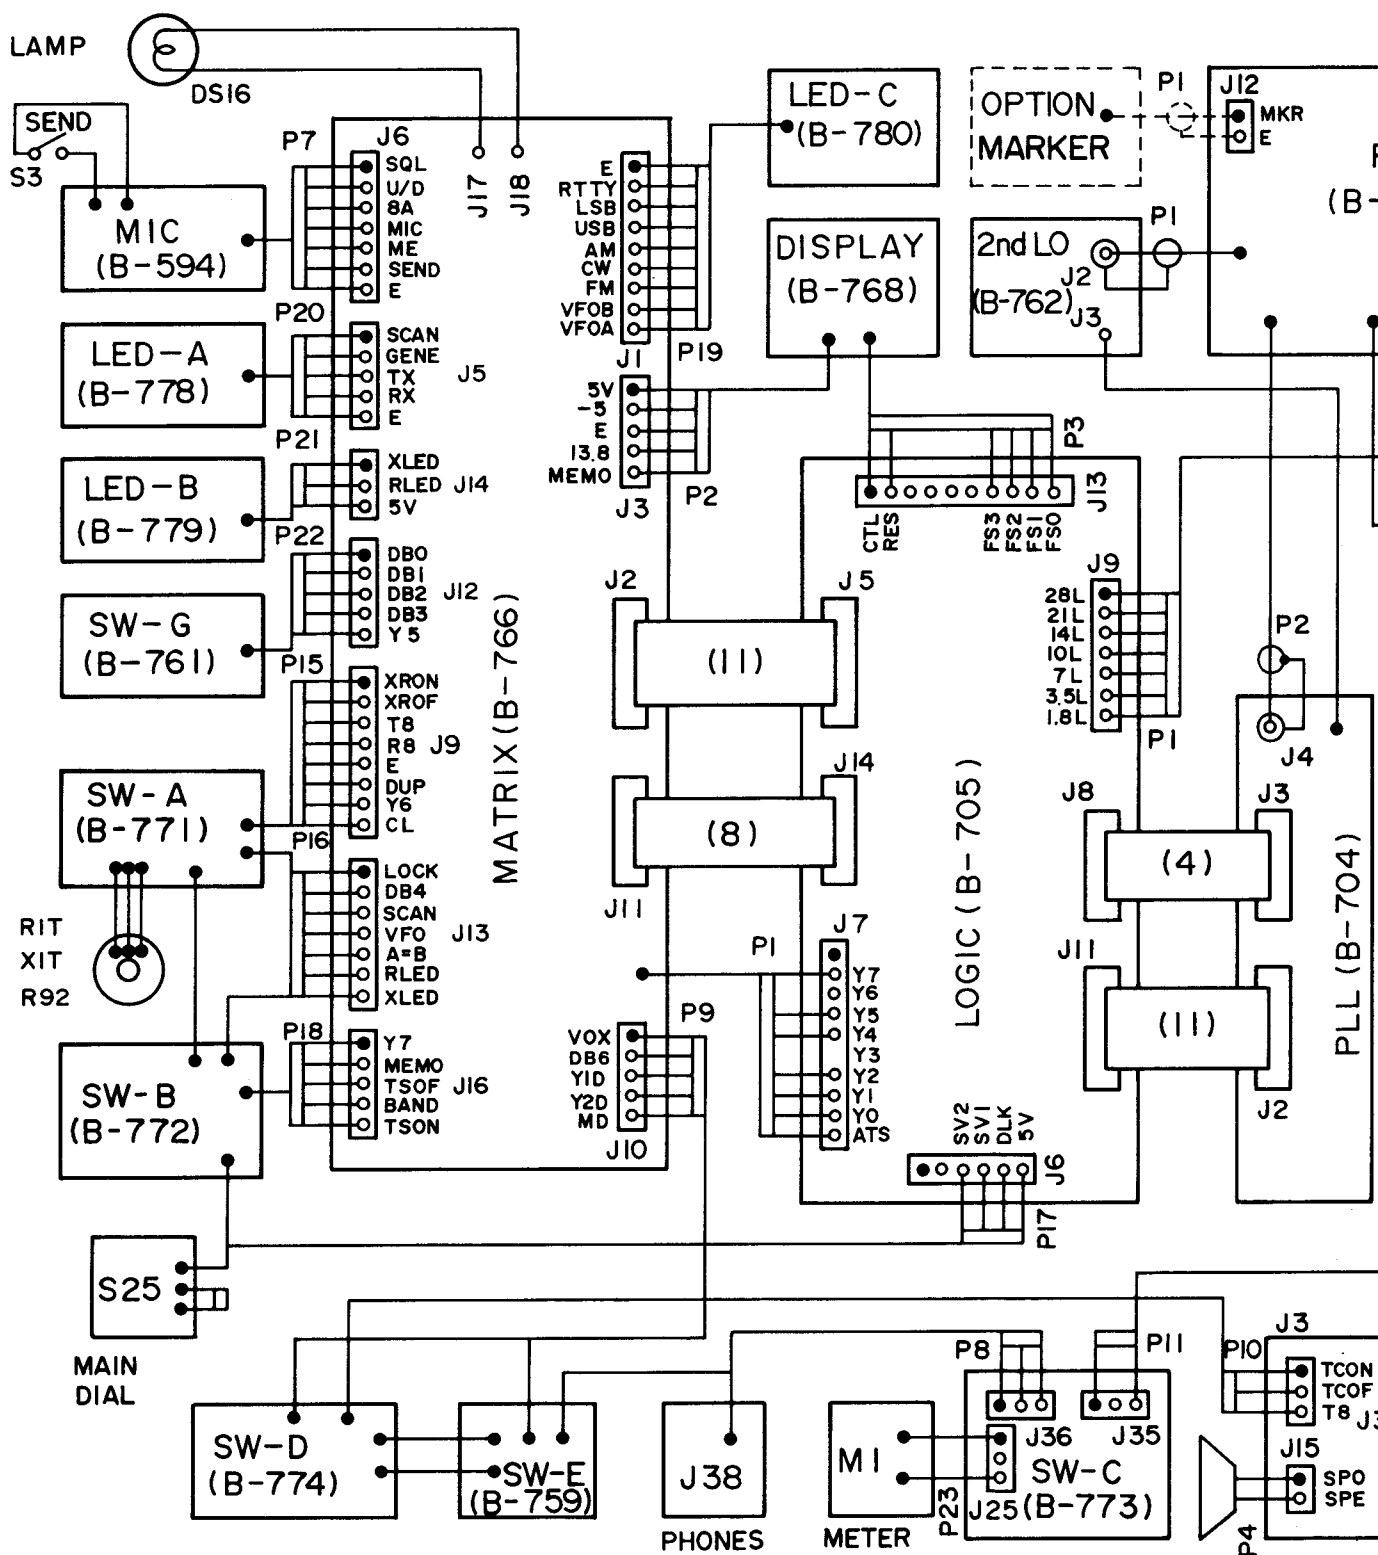 LAMP
DS16
SEND
S3
P7
J6
SQL
U/D
8A
MIC
ME
SEND
E
J17
J18
MIC
(B-594)
P20
SCAN
GENE
TX
RX
E
J5
LED-A
(B-778)
P21
XLED
RLED
5V
J14
LED-B
(B-779)
P22
DB0
DB1
DB2
DB3
Y5
J12
SW-G
(B-761)
P15
XRON
XROF
T8
R8
E
DUP
Y6
CL
J9
SW-A
(B-771)
P16
LOCK
DB4
SCAN
VFO
A=B
RLED
XLED
J13
RIT
XIT
R92
P18
Y7
MEMO
TSOF
BAND
TSON
J16
SW-B
(B-772)
MATRIX(B-766)
E
RTTY
LSB
USB
AM
CW
FM
VFOB
VFOA
J1
P19
5V
-5
E
13.8
MEMO
J3
P2
J2
J5
(11)
J11
J14
(8)
VOX
DB6
Y1D
Y2D
MD
J10
P9
LED-C
(B-780)
DISPLAY
(B-768)
OPTION
MARKER
P1
J12
MKR
E
(B-
2nd LO
(B-762)
J2
J3
P1
P3
J13
CTL
RES
FS3
FS2
FS1
FS0
J9
28L
21L
14L
10L
7L
3.5L
1.8L
P1
P2
J4
LOGIC(B-705)
J8
J3
(4)
J11
J2
(11)
PLL(B-704)
P1
J7
Y7
Y6
Y5
Y4
Y3
Y2
Y1
Y0
ATS
SV2
SV1
DLK
5V
J6
P17
S25
MAIN
DIAL
SW-D
(B-774)
SW-E
(B-759)
J38
PHONES
M1
METER
P8
P11
J36
J35
J25
P23
SW-C
(B-773)
P10
J3
TCON
TCOF
T8
J15
SPO
SPE
P4